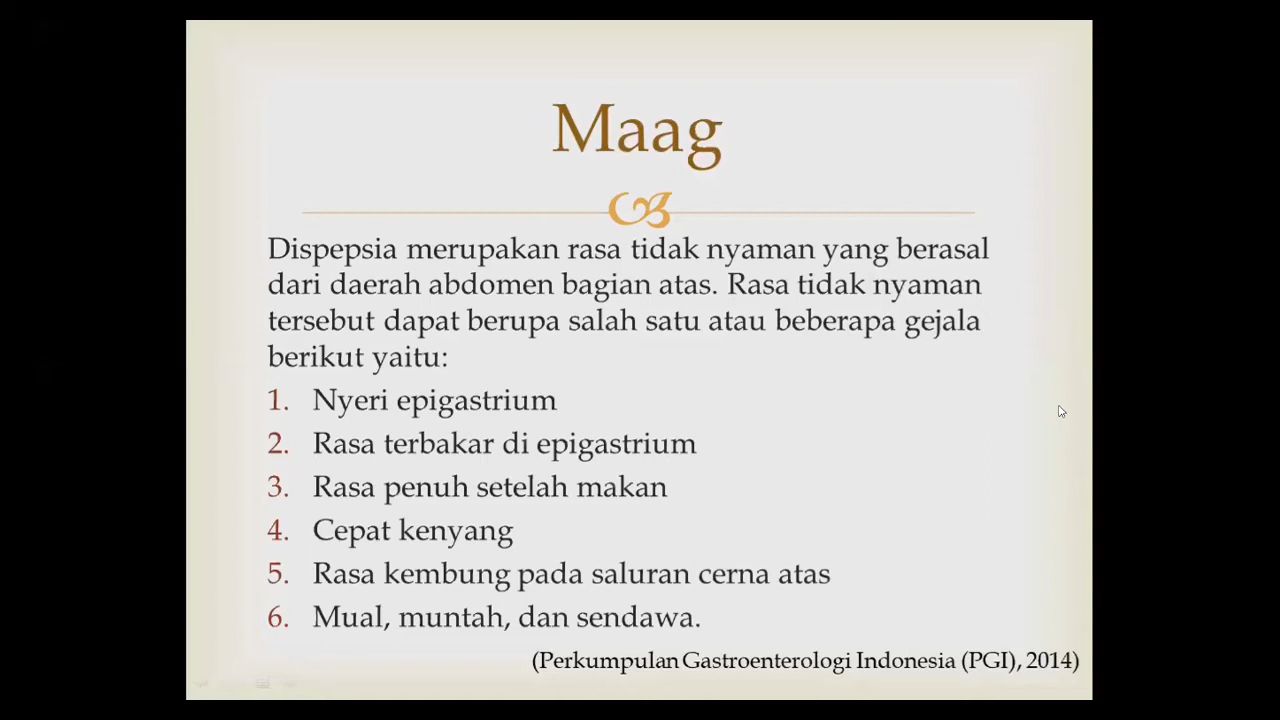 Maag
Dispepsia merupakan rasa tidak nyaman yang berasal
dari daerah abdomen bagian atas. Rasa tidak nyaman
tersebut dapat berupa salah satu atau beberapa gejala
berikut yaitu:
1. Nyeri epigastrium
2. Rasa terbakar di epigastrium
3. Rasa penuh setelah makan
4. Cepat kenyang
5. Rasa kembung pada saluran cerna atas
6. Mual, muntah, dan sendawa.
(Perkumpulan Gastroenterologi Indonesia (PGI), 2014)